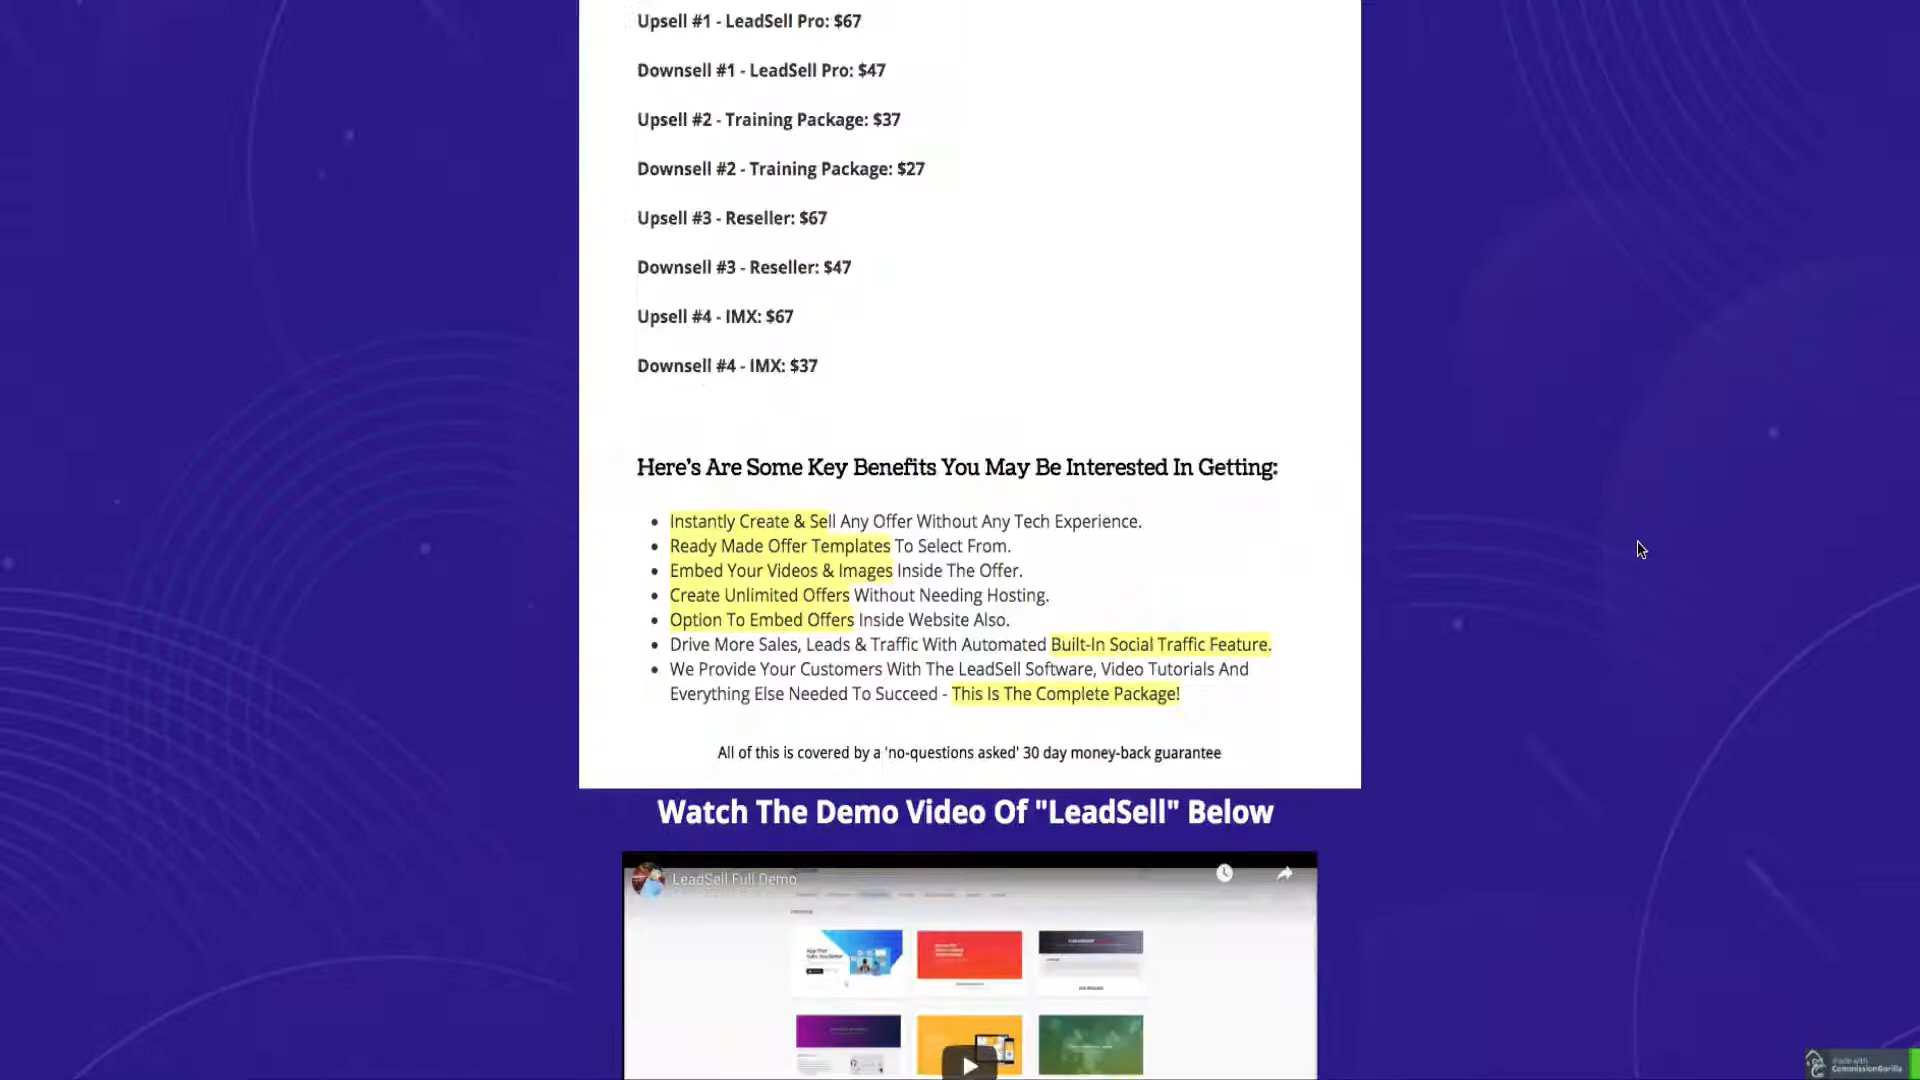 Upsell #1 - LeadSell Pro: $67
Downsell #1 - LeadSell Pro: $47
Upsell #2 - Training Package: $37
Downsell #2 - Training Package: $27
Upsell #3 - Reseller: $67
Downsell #3 - Reseller: $47
Upsell #4 - IMX: $67
Downsell #4 - IMX: $37
Here's Are Some Key Benefits You May Be Interested In Getting:
Instantly Create & Sell Any Offer Without Any Tech Experience.
Ready Made Offer Templates To Select From.
Embed Your Videos & Images Inside The Offer.
Create Unlimited Offers Without Needing Hosting.
Option To Embed Offers Inside Website Also.
Drive More Sales, Leads & Traffic With Automated Built-In Social Traffic Feature.
We Provide Your Customers With The LeadSell Software, Video Tutorials And
Everything Else Needed To Succeed - This Is The Complete Package!
All of this is covered by a 'no-questions asked' 30 day money-back guarantee
Watch The Demo Video Of "LeadSell" Below
LeadSell Full Demo
made with
CommissionGorilla